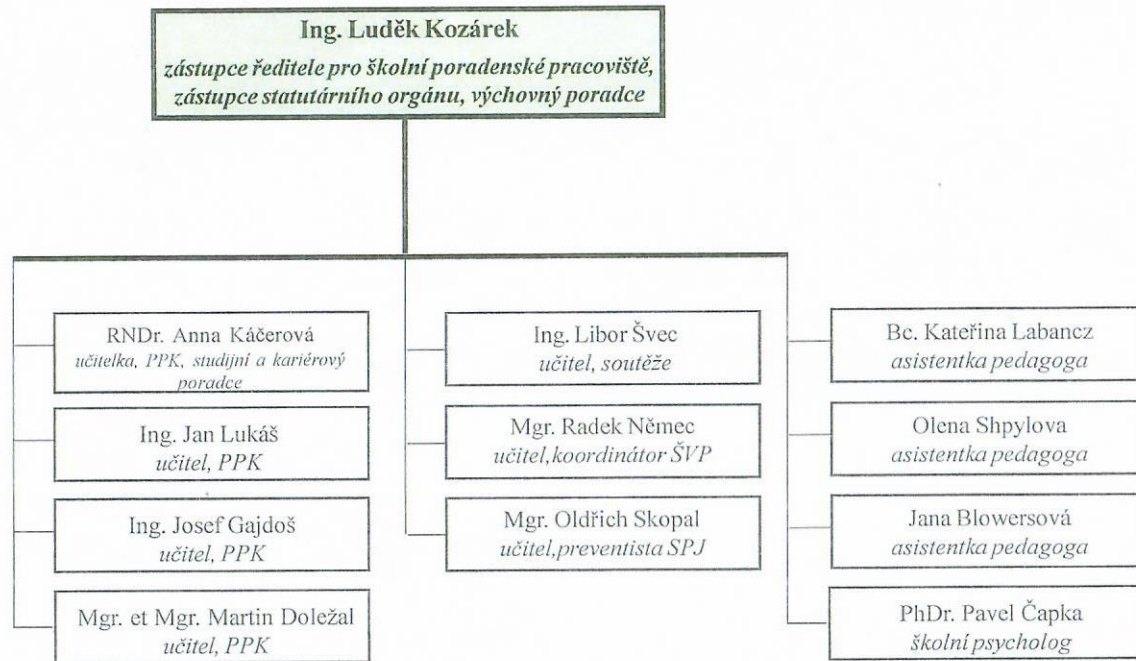 Ing. Luděk Kozárek
zástupce ředitele pro školní poradenské pracoviště,
zástupce statutárního orgánu, výchovný poradce
RNDr. Anna Káčerová
učitelka, PPK, studijní a kariérový
poradce
Ing. Jan Lukáš
učitel, PPK
Ing. Josef Gajdoš
učitel, PPK
Mgr. et Mgr. Martin Doležal
učitel, PPK
Ing. Libor Švec
učitel, soutěže
Mgr. Radek Němec
učitel,koordinátor ŠVP
Mgr. Oldřich Skopal
učitel,preventista SPJ
Bc. Kateřina Labancz
asistentka pedagoga
Olena Shpylova
asistentka pedagoga
Jana Blowersová
asistentka pedagoga
PhDr. Pavel Čapka
školní psycholog